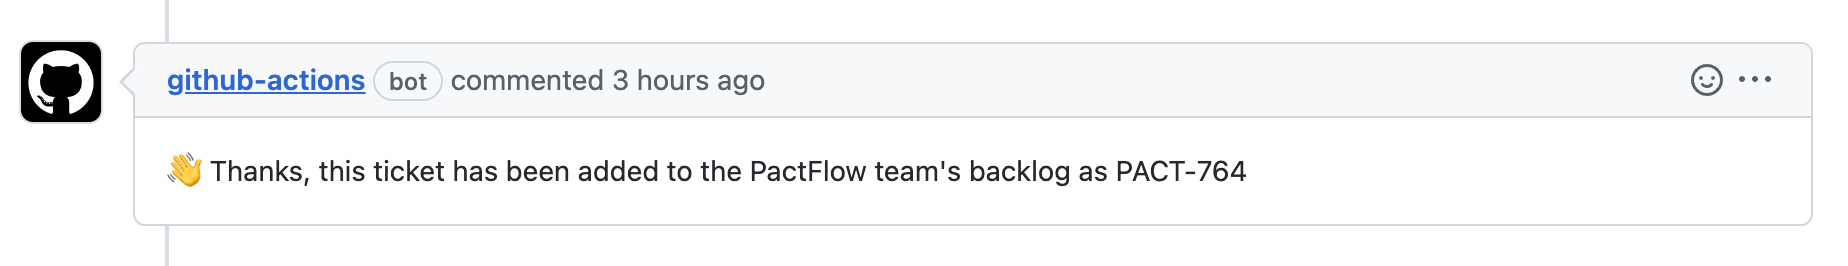 github-actions bot commented 3 hours ago
👋 Thanks, this ticket has been added to the PactFlow team's backlog as PACT-764